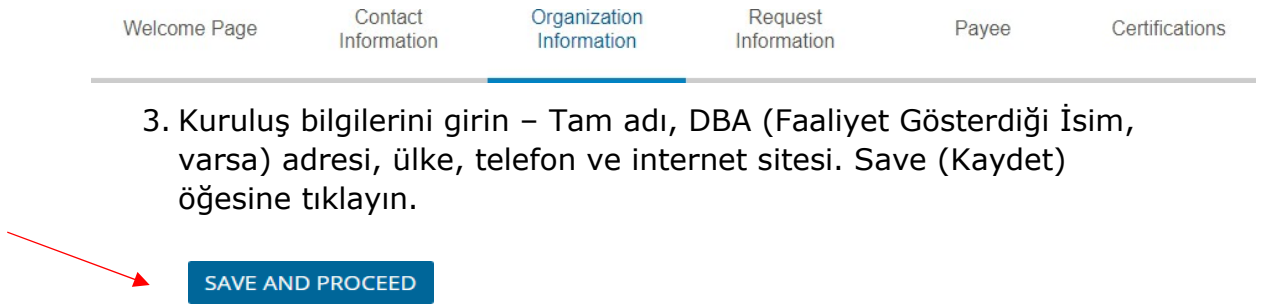 Welcome Page
Contact
Information
Organization
Information
Request
Information
Payee
Certifications
3. Kuruluş bilgilerini girin – Tam adı, DBA (Faaliyet Gösterdiği İsim,
varsa) adresi, ülke, telefon ve internet sitesi. Save (Kaydet)
öğesine tıklayın.
SAVE AND PROCEED